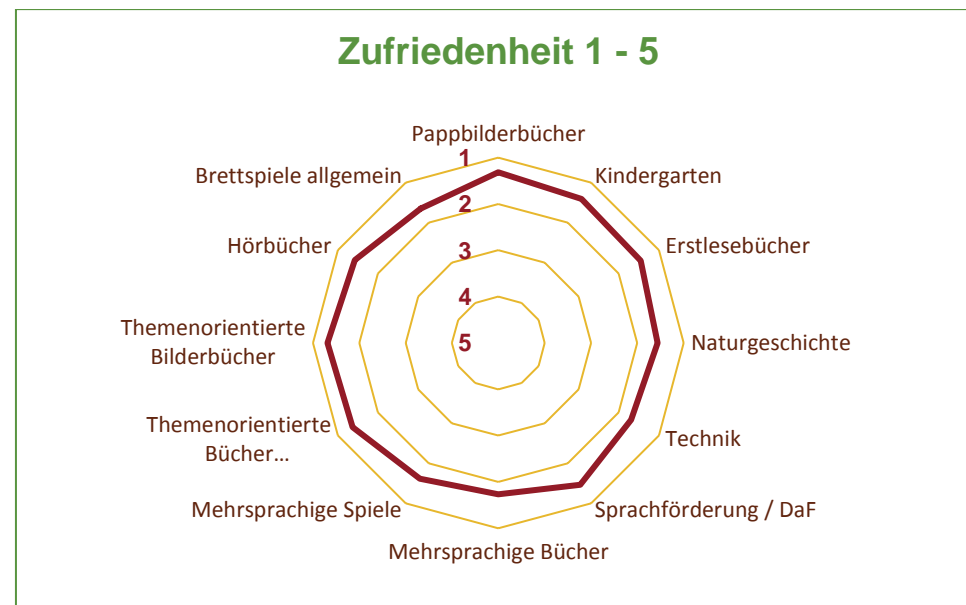 Zufriedenheit 1 - 5
Pappbilderbücher
Kindergarten
Erstlesebücher
Naturgeschichte
Technik
Sprachförderung / DaF
Mehrsprachige Bücher
Mehrsprachige Spiele
Themenorientierte
Bücher...
Themenorientierte
Bilderbücher
Hörbücher
Brettspiele allgemein
1
2
3
4
5